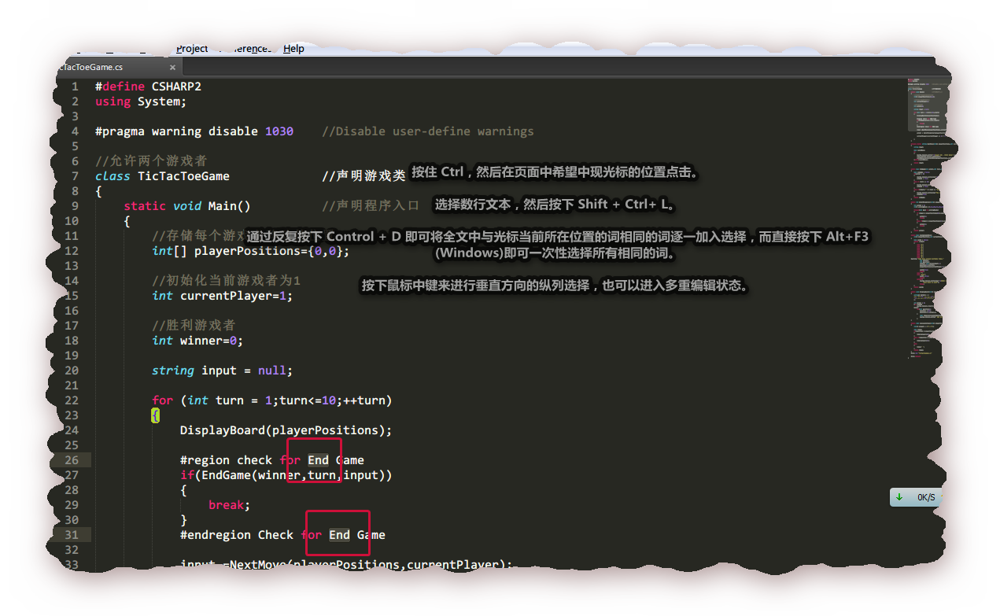 Project Help
TicTacToeGame.cs ×
1 #define CSHARP2
2 using System;
3
4 #pragma warning disable 1030 //Disable user-define warnings
5
6 //允许两个游戏者
7 class TicTacToeGame //声明游戏类 按住 Ctrl，然后在页面中希望中现光标的位置点击。
8 {
9 static void Main() //声明程序入口 选择数行文本，然后按下 Shift + Ctrl+ L。
10 {
11 //存储每个游戏 通过反复按下 Control + D 即可将全文中与光标当前所在位置的词相同的词逐一加入选择，而直接按下 Alt+F3
12 int[] playerPositions={0,0}; (Windows)即可一次性选择所有相同的词。
13
14 //初始化当前游戏者为1 按下鼠标中键来进行垂直方向的纵列选择，也可以进入多重编辑状态。
15 int currentPlayer=1;
16
17 //胜利游戏者
18 int winner=0;
19
20 string input = null;
21
22 for (int turn = 1;turn<=10;++turn)
23 {
24 DisplayBoard(playerPositions);
25
26 #region check for End Game
27 if(EndGame(winner,turn,input))
28 {
29 break;
30 }
31 #endregion Check for End Game
32
33 input =NextMove(playerPositions,currentPlayer);
0K/S